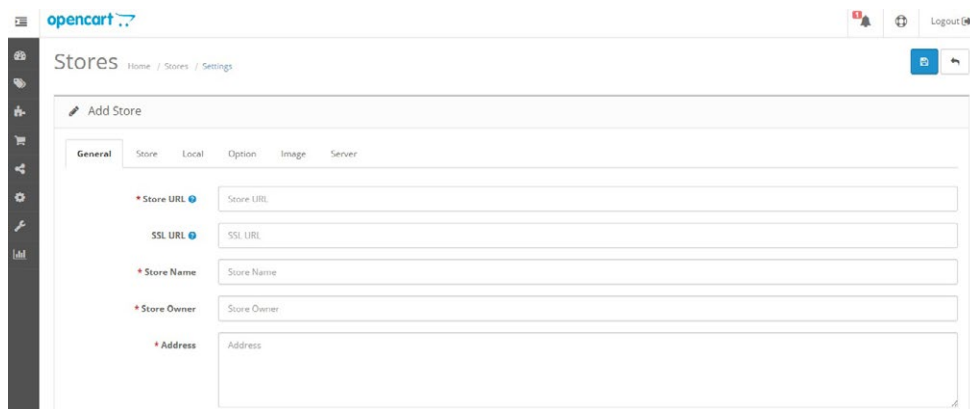 opencart
1
Logout
Stores Home / Stores / Settings
Add Store
General Store Local Option Image Server
* Store URL ? Store URL
SSL URL ? SSL URL
* Store Name Store Name
* Store Owner Store Owner
* Address Address